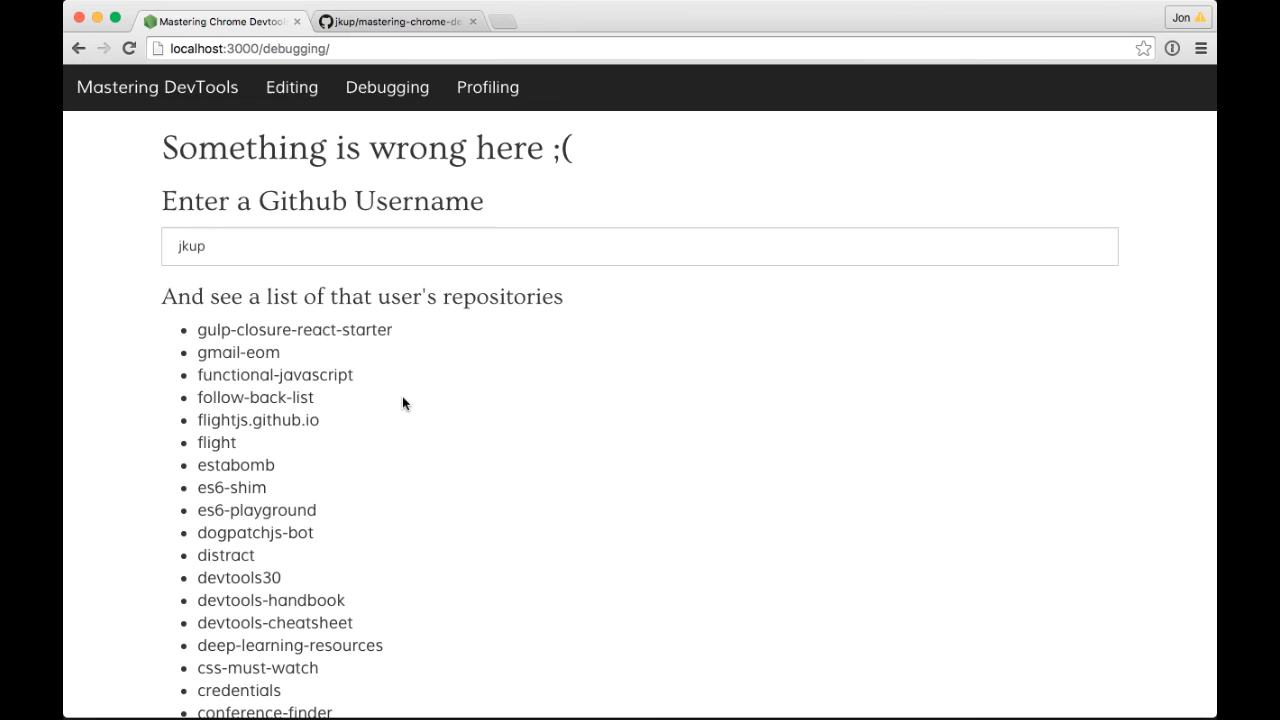 Mastering Chrome Devtools
jkup/mastering-chrome-de
Jon
localhost:3000/debugging/
Mastering DevTools Editing Debugging Profiling
Something is wrong here ;(
Enter a Github Username
jkup
And see a list of that user's repositories
gulp-closure-react-starter
gmail-eom
functional-javascript
follow-back-list
flightjs.github.io
flight
estabomb
es6-shim
es6-playground
dogpatchjs-bot
distract
devtools30
devtools-handbook
devtools-cheatsheet
deep-learning-resources
css-must-watch
credentials
conference-finder